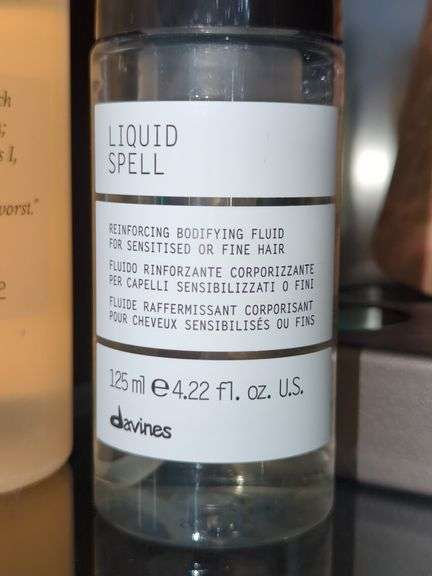 LIQUID
SPELL
REINFORCING BODIFYING FLUID
FOR SENSITISED OR FINE HAIR
FLUIDO RINFORZANTE CORPORIZZANTE
PER CAPELLI SENSIBILIZZATI O FINI
FLUIDE RAFFERMISSANT CORPORISANT
POUR CHEVEUX SENSIBILISÉS OU FINS
125 ml e 4.22 fl. oz. U.S.
davines